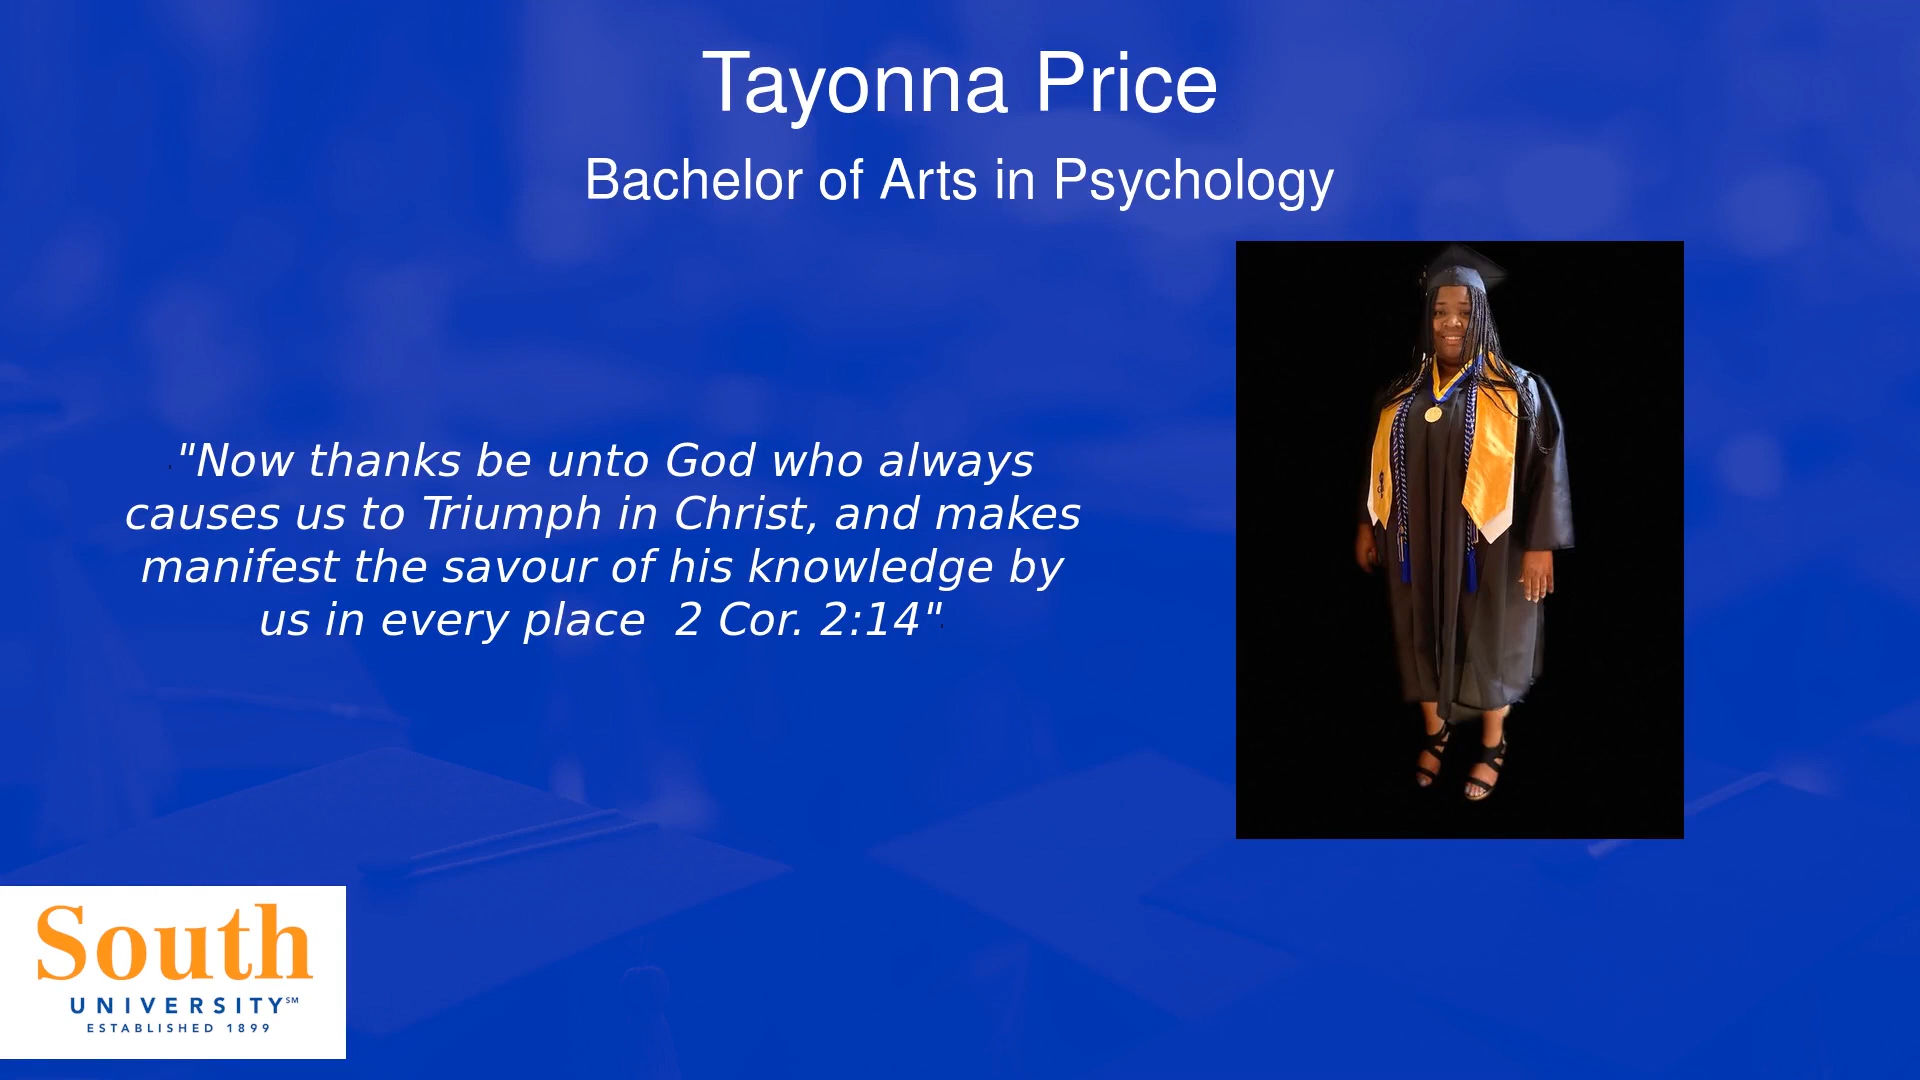 Tayonna Price
Bachelor of Arts in Psychology
"Now thanks be unto God who always
causes us to Triumph in Christ, and makes
manifest the savour of his knowledge by
us in every place  2 Cor. 2:14"
South
UNIVERSITY℠
ESTABLISHED 1899